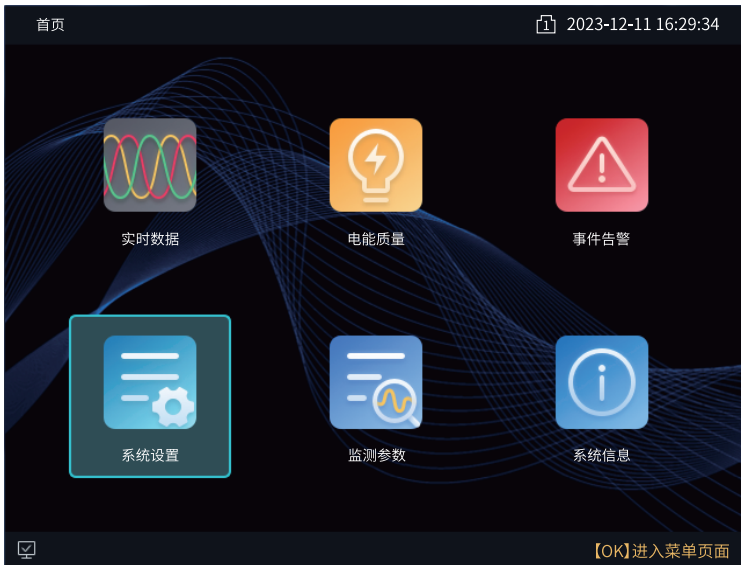 首页
1 2023-12-11 16:29:34
实时数据 电能质量 事件告警
系统设置 监测参数 系统信息
【OK】进入菜单页面